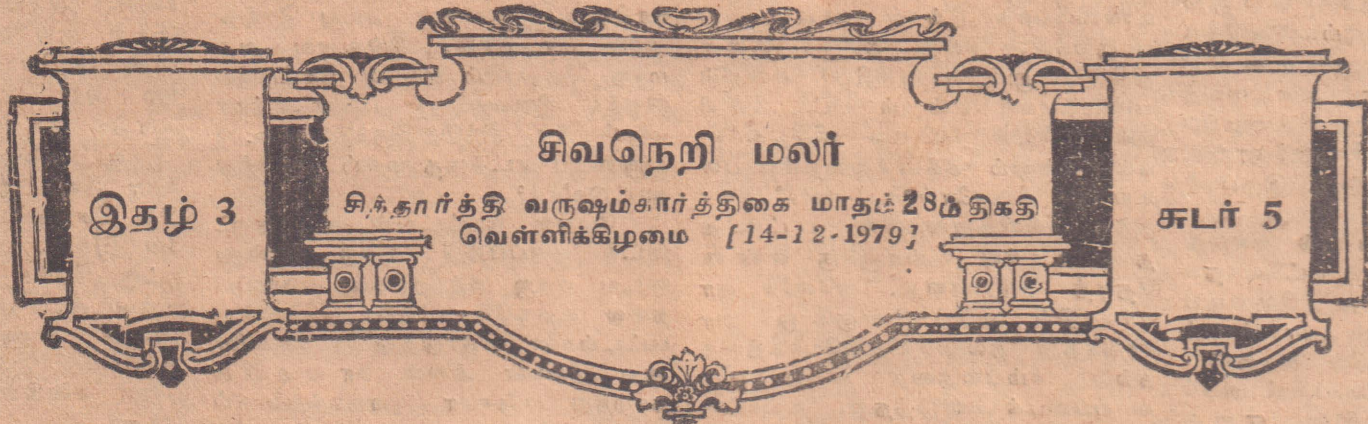 சிவநெறி மலர்
இதழ் 3
சித்தார்த்தி வருஷம்கார்த்திகை மாதம் 28ந் திகதி
வெள்ளிக்கிழமை [14-12-1979]
சுடர் 5